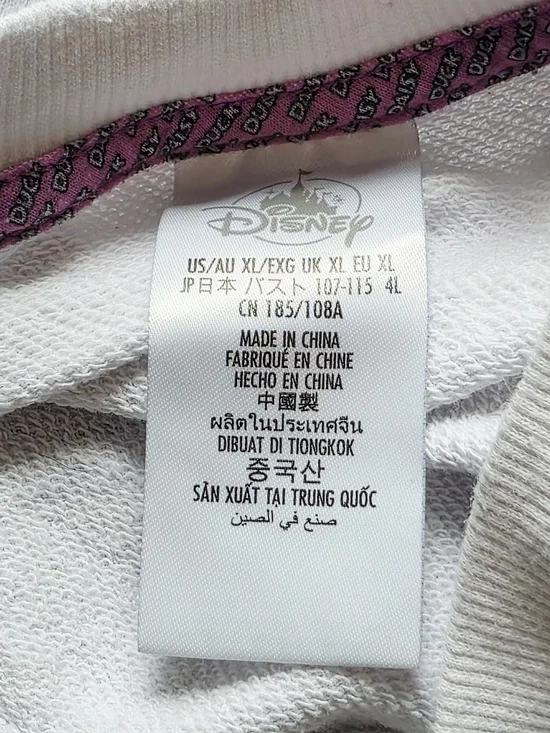 DAISY DUCK DAISY DUCK DAISY DUCK DAISY DUCK
DISNEY
US/AU XL/EXG UK XL EU XL
JP日本 バスト 107-115 4L
CN 185/108A
MADE IN CHINA
FABRIQUÉ EN CHINE
HECHO EN CHINA
中國製
ผลิตในประเทศจีน
DIBUAT DI TIONGKOK
중국산
SẢN XUẤT TẠI TRUNG QUỐC
صنع في الصين